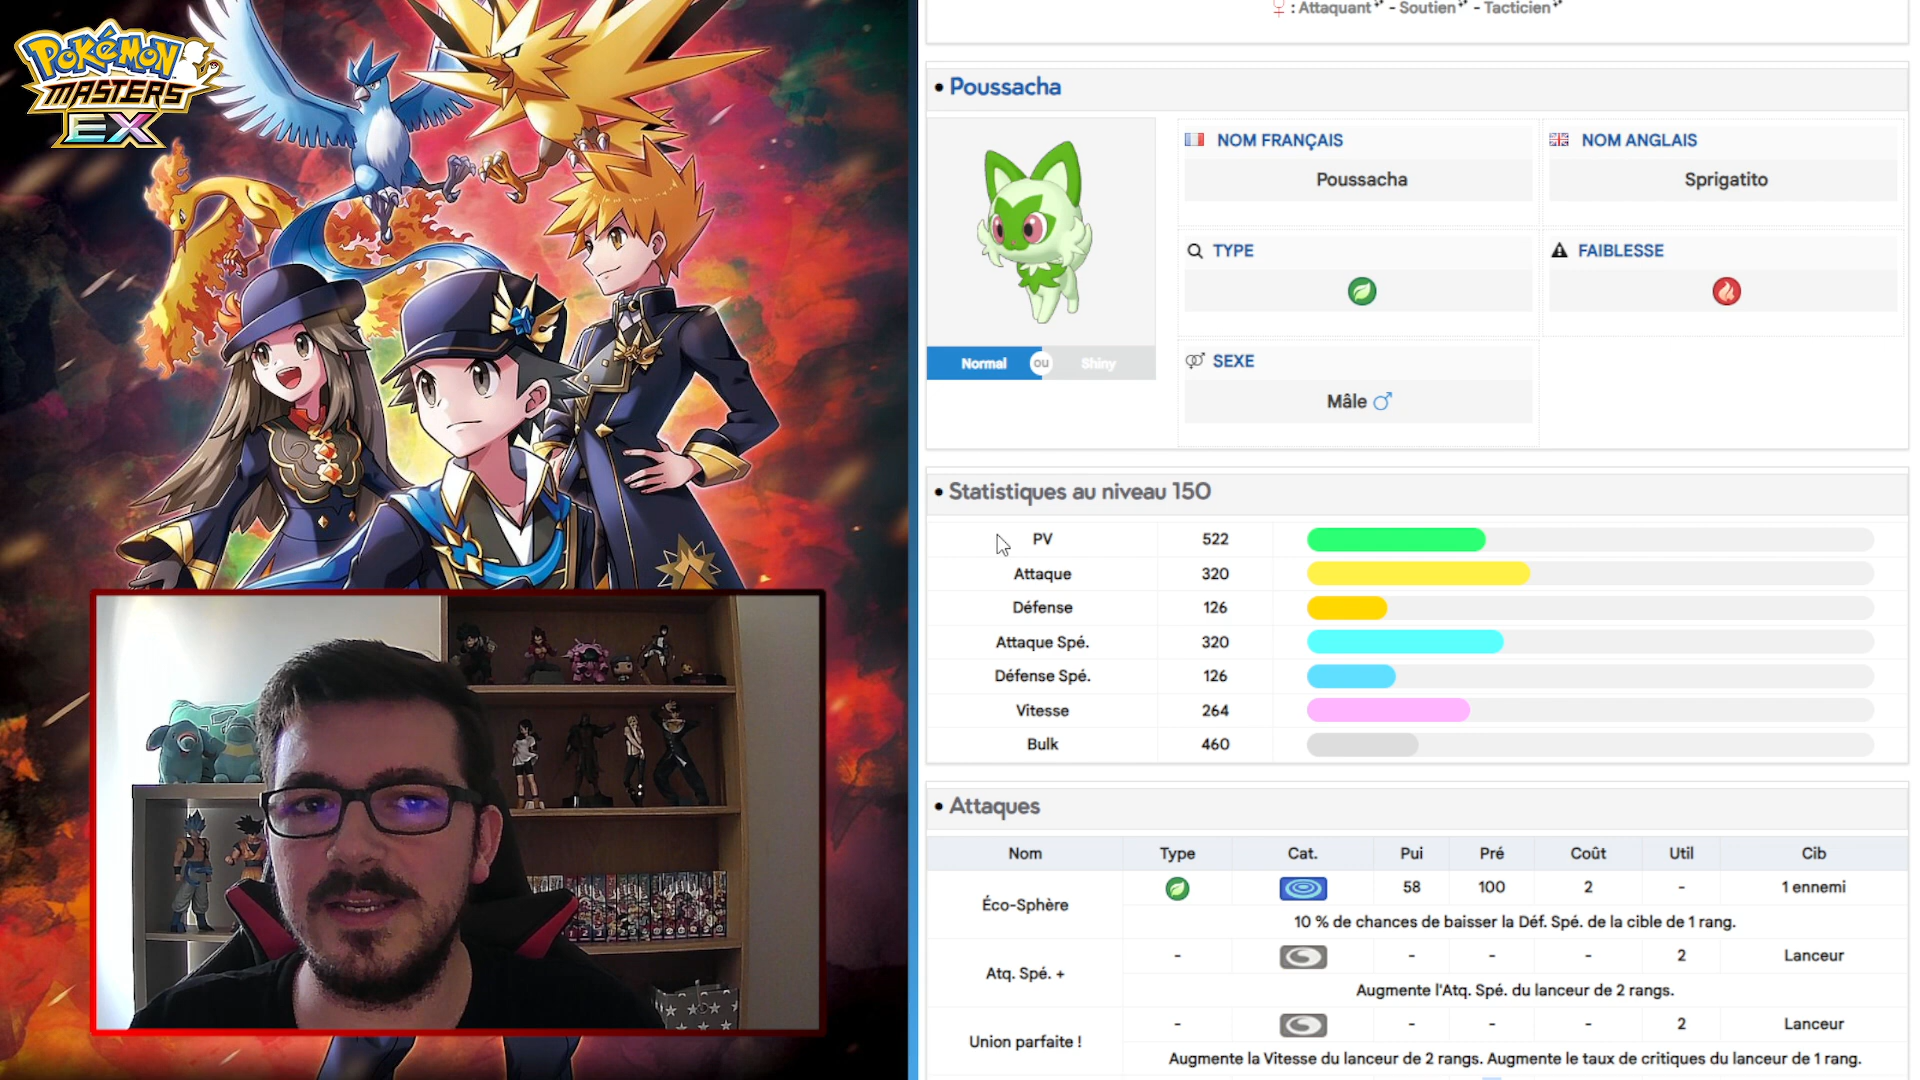 POKéMON
MASTERS
EX
♀ : Attaquant - Soutien - Tacticien
• Poussacha
NOM FRANÇAIS
Poussacha
NOM ANGLAIS
Sprigatito
TYPE
FAIBLESSE
Normal ou Shiny
SEXE
Mâle ♂
• Statistiques au niveau 150
PV 522
Attaque 320
Défense 126
Attaque Spé. 320
Défense Spé. 126
Vitesse 264
Bulk 460
• Attaques
Nom Type Cat. Pui Pré Coût Util Cib
Éco-Sphère 58 100 2 - 1 ennemi
10 % de chances de baisser la Déf. Spé. de la cible de 1 rang.
Atq. Spé. + - - - - 2 Lanceur
Augmente l'Atq. Spé. du lanceur de 2 rangs.
Union parfaite ! - - - - 2 Lanceur
Augmente la Vitesse du lanceur de 2 rangs. Augmente le taux de critiques du lanceur de 1 rang.